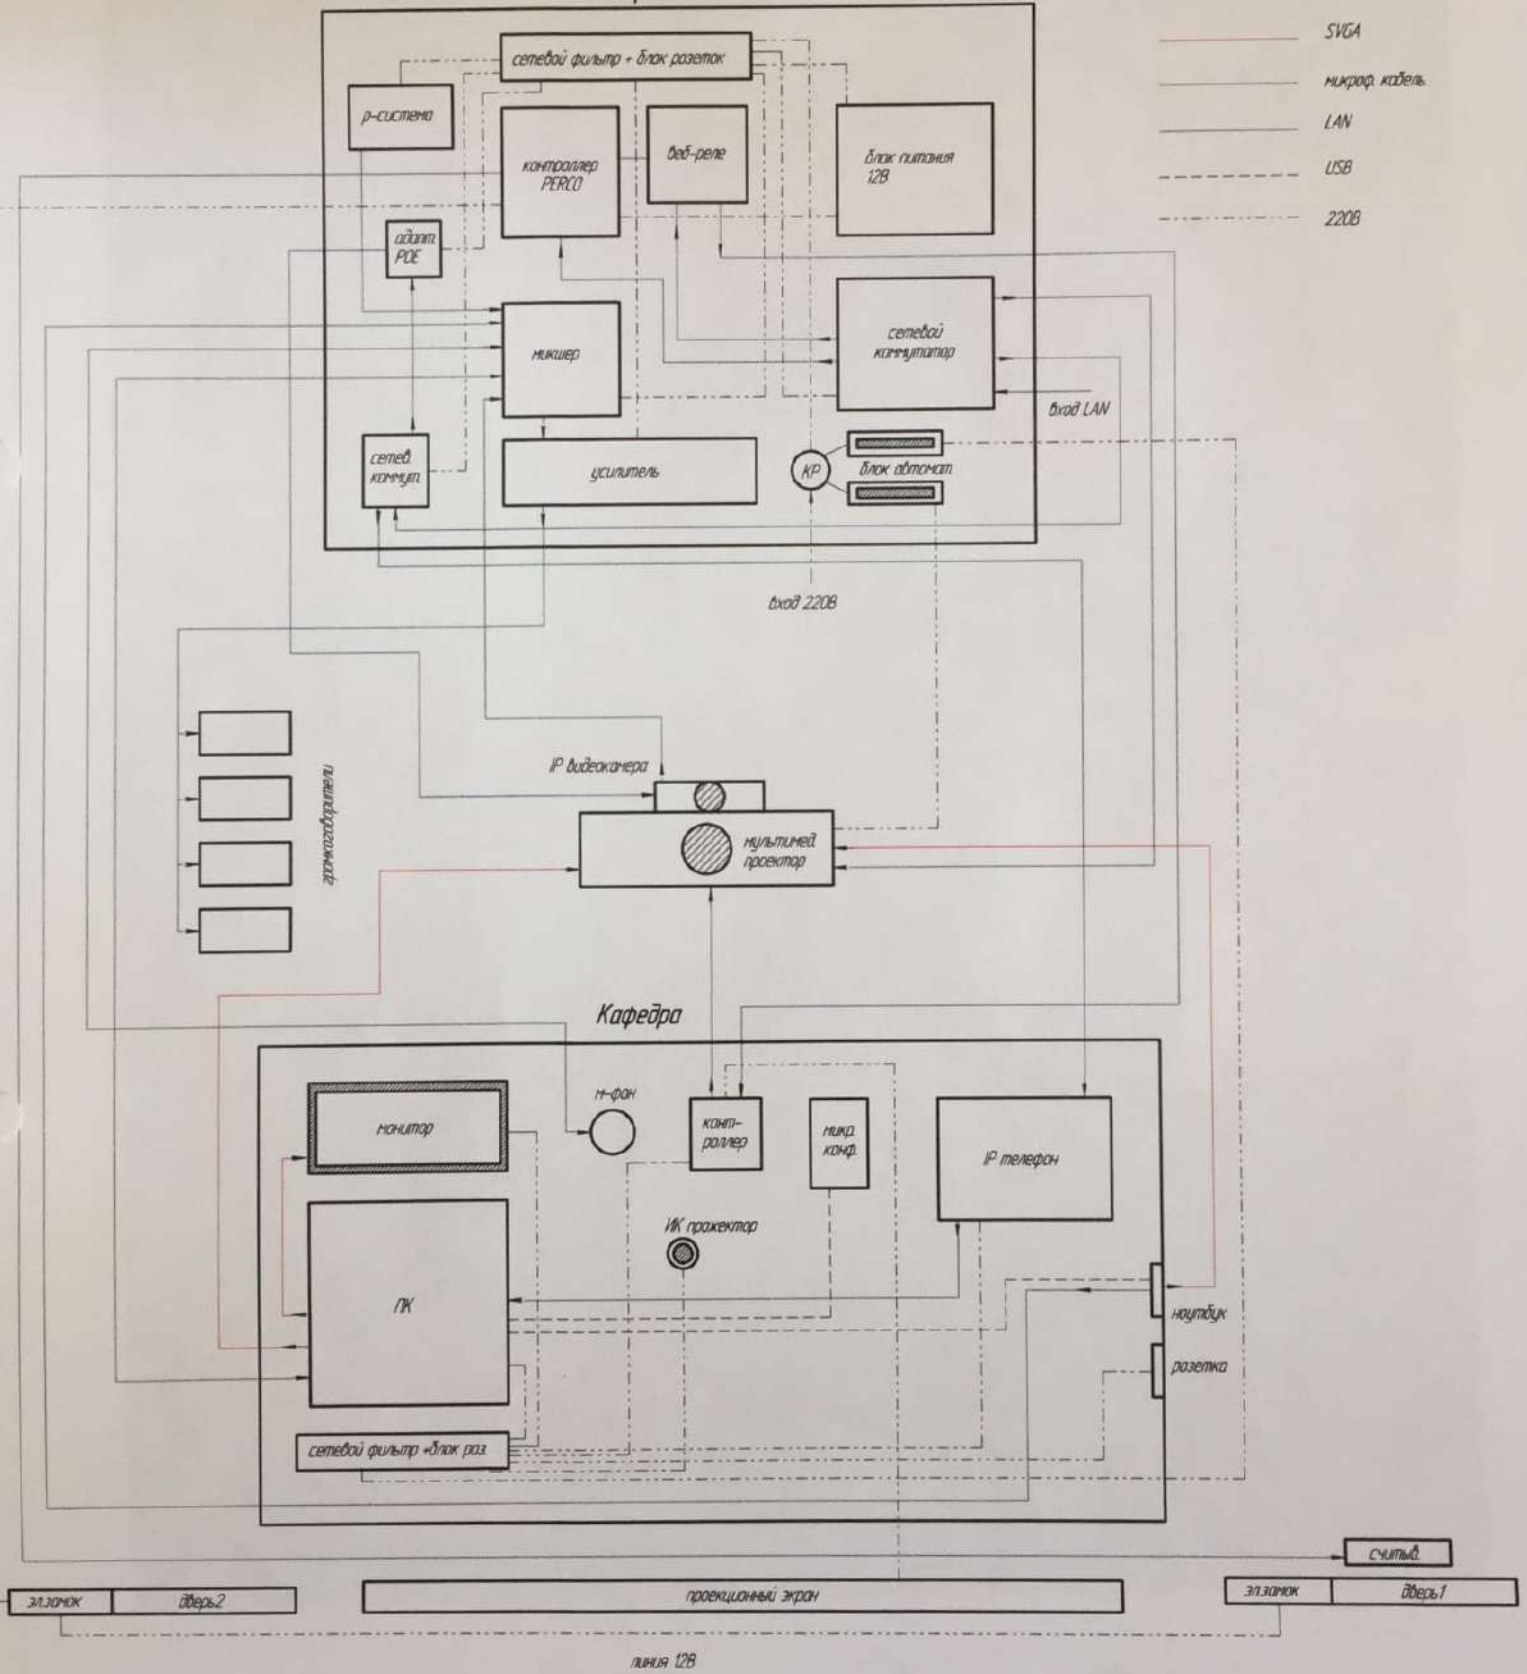 сетевой фильтр + блок розеток
SVGA
микроф. кабель.
LAN
USB
220В
р-система
контроллер
PERCO
веб-реле
блок питания
12В
адапт.
POE
микшер
сетевой
коммутатор
вход LAN
сетев.
коммут.
усилитель
КР
блок автомат.
вход 220В
IP видеокамера
громкоговорители
мультимед.
проектор
Кафедра
монитор
м-фон
конт-
роллер
микр.
конф.
IP телефон
ИК прожектор
ПК
ноутбук
розетка
сетевой фильтр +блок роз.
считыв.
эл.замок
дверь2
проекционный экран
эл.замок
дверь1
линия 12В